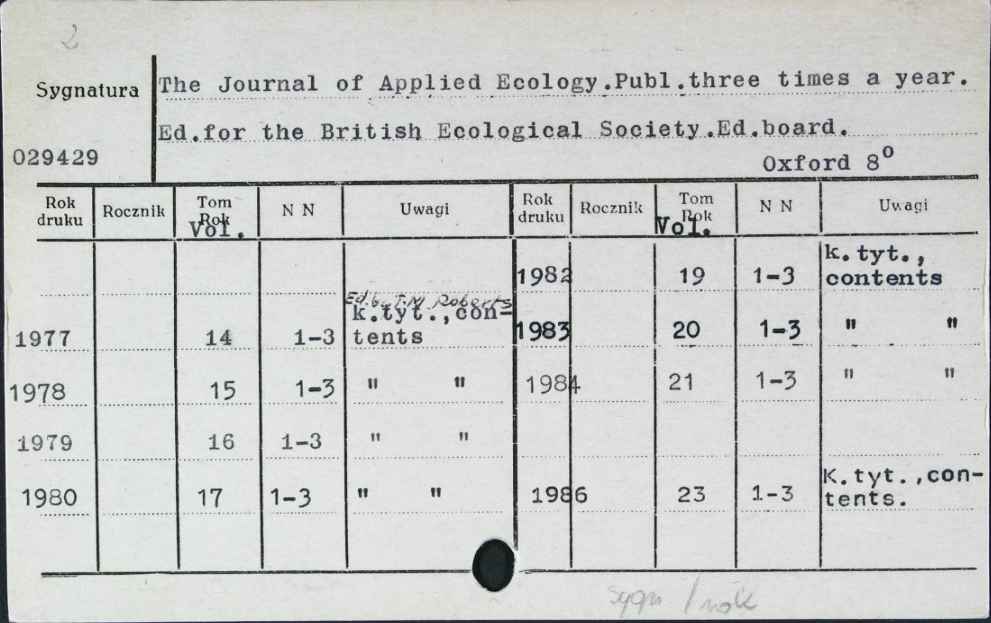 2
Sygnatura The Journal of Applied Ecology.Publ.three times a year.
Ed.for the British Ecological Society.Ed.board.
029429 Oxford 8o
Rok druku Rocznik Tom Rok Vol. N N Uwagi Rok druku Rocznik Tom Rok Vol. N N Uwagi
1982 19 1-3 k.tyt., contents
Ed.b. T.M. Roberts
1977 14 1-3 k.tyt.,con=tents 1983 20 1-3 " "
1978 15 1-3 " " 1984 21 1-3 " "
1979 16 1-3 " "
1980 17 1-3 " " 1986 23 1-3 K.tyt.,con-tents.
sygn / rok